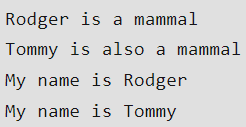 Rodger is a mammal
Tommy is also a mammal
My name is Rodger
My name is Tommy